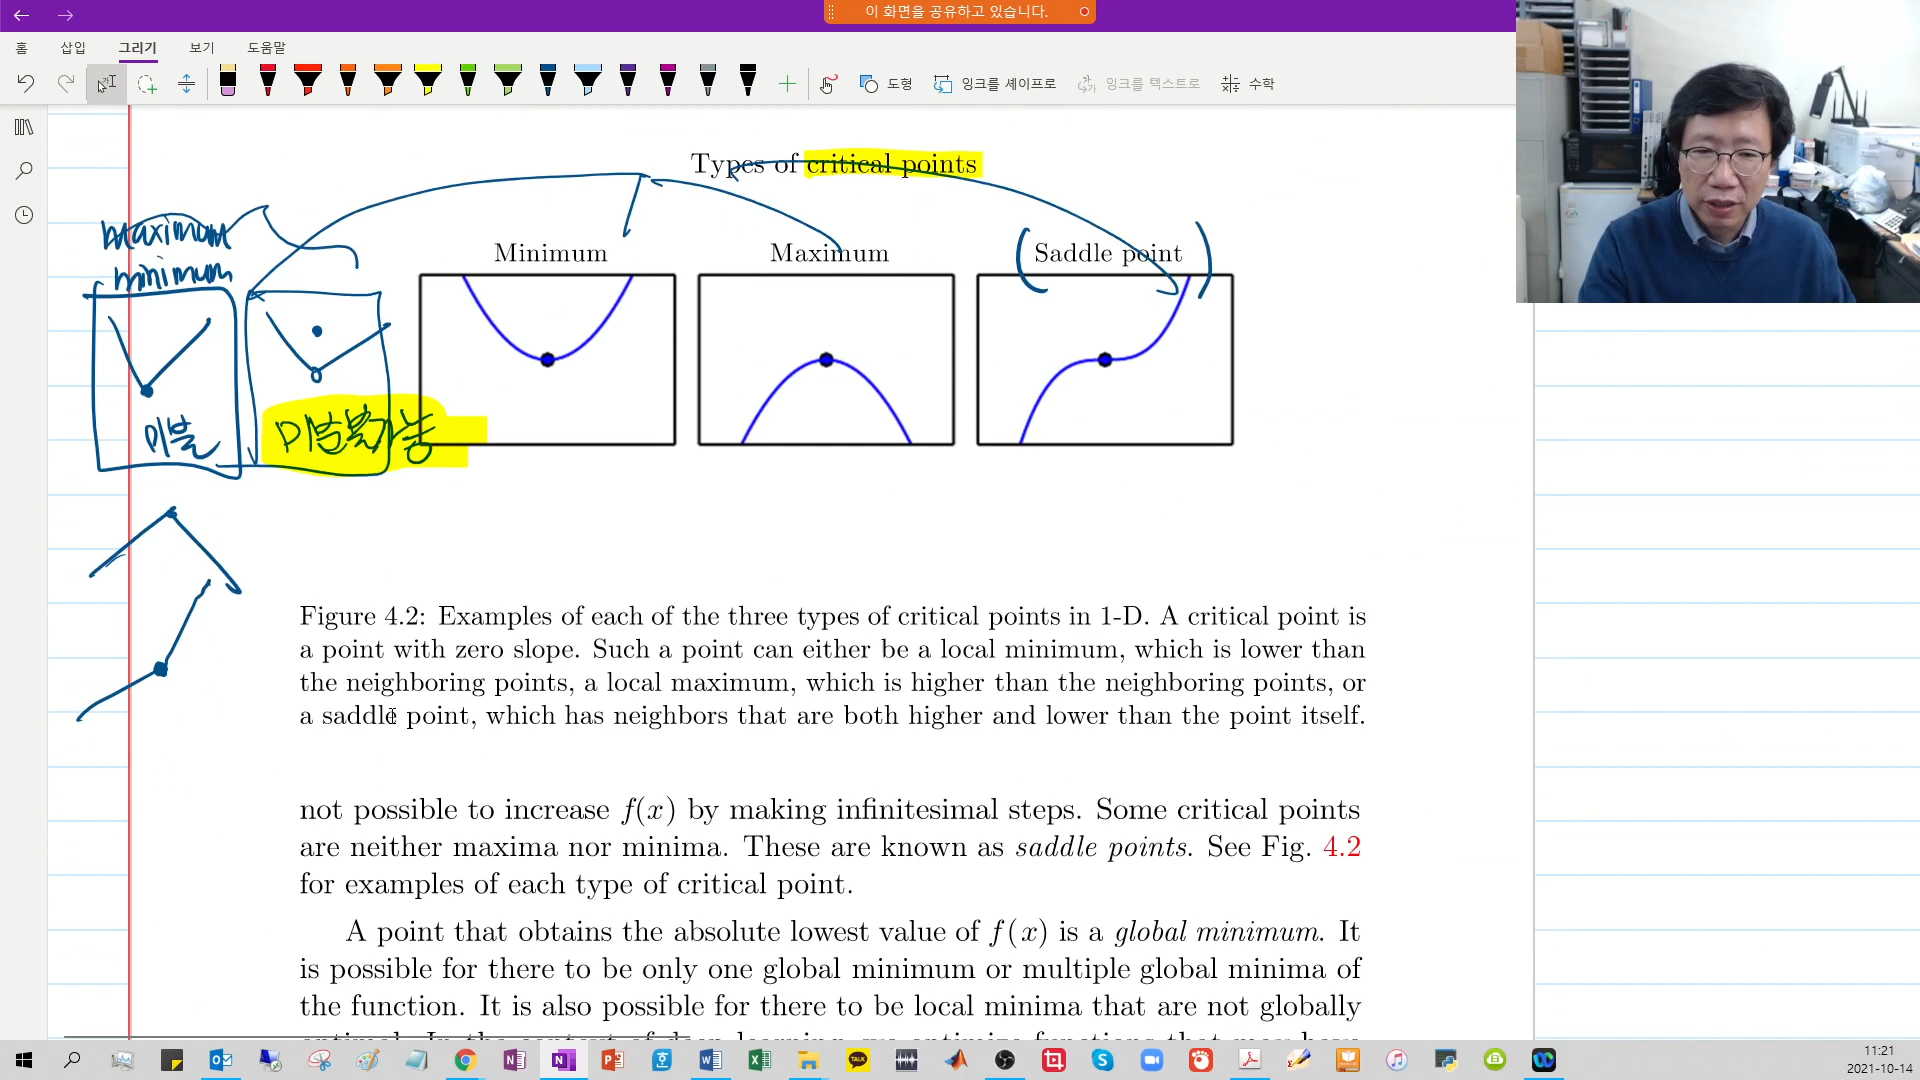 이 화면을 공유하고 있습니다.
홈 삽입 그리기 보기 도움말
도형 잉크를 셰이프로 잉크를 텍스트로 수학
Types of critical points
maximum
minimum
Minimum Maximum Saddle point
미분
미분불가능
Figure 4.2: Examples of each of the three types of critical points in 1-D. A critical point is
a point with zero slope. Such a point can either be a local minimum, which is lower than
the neighboring points, a local maximum, which is higher than the neighboring points, or
a saddle point, which has neighbors that are both higher and lower than the point itself.
not possible to increase f(x) by making infinitesimal steps. Some critical points
are neither maxima nor minima. These are known as saddle points. See Fig. 4.2
for examples of each type of critical point.
A point that obtains the absolute lowest value of f(x) is a global minimum. It
is possible for there to be only one global minimum or multiple global minima of
the function. It is also possible for there to be local minima that are not globally
11:21
2021-10-14